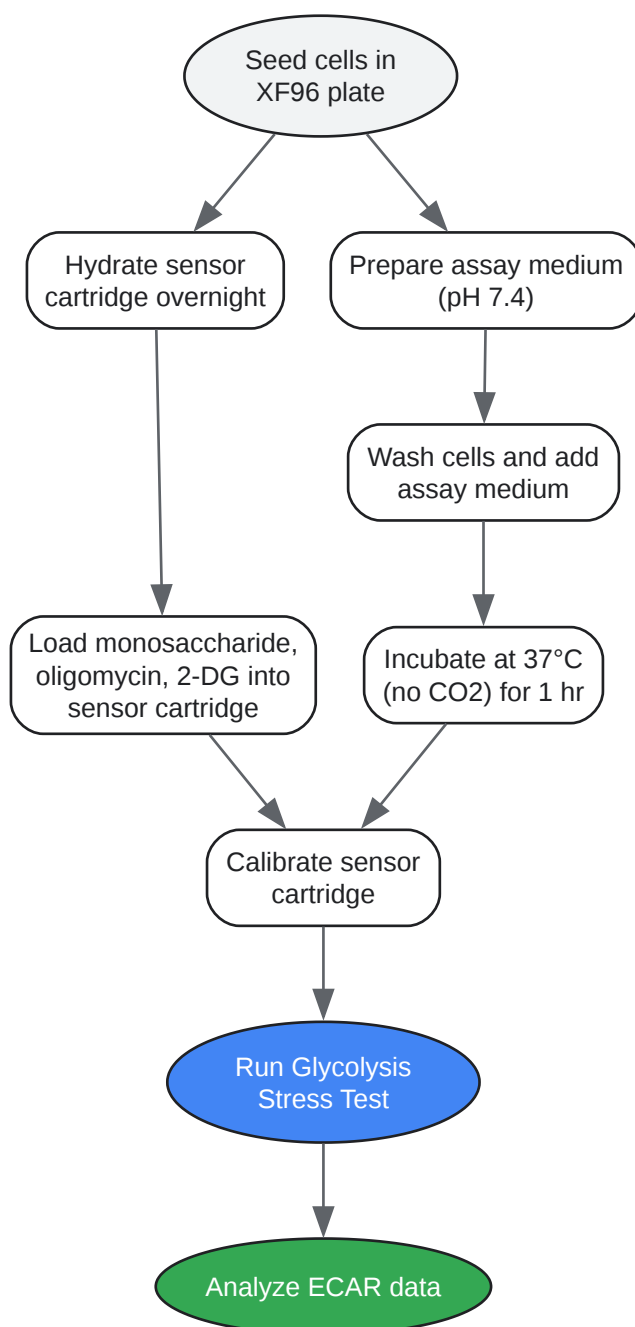 Seed cells in
XF96 plate
Hydrate sensor
cartridge overnight
Prepare assay medium
(pH 7.4)
Wash cells and add
assay medium
Load monosaccharide,
oligomycin, 2-DG into
sensor cartridge
Incubate at 37°C
(no CO2) for 1 hr
Calibrate sensor
cartridge
Run Glycolysis
Stress Test
Analyze ECAR data